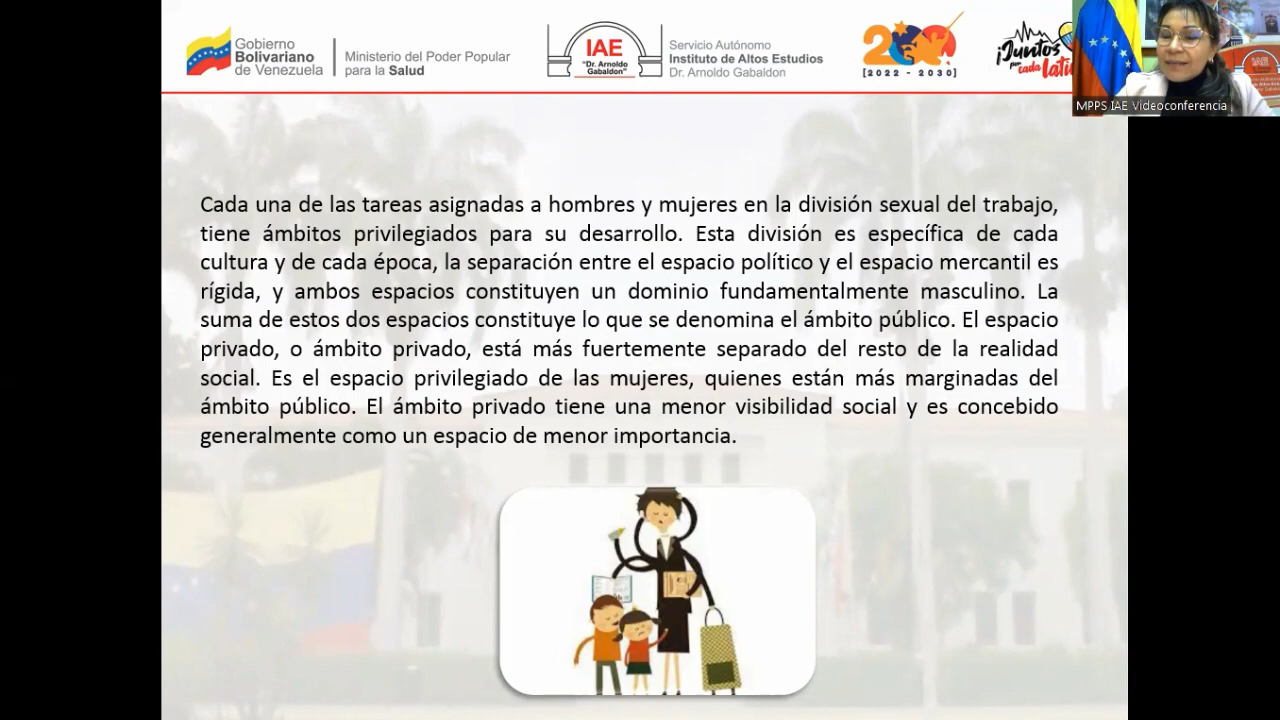 Gobierno
Bolivariano
de Venezuela
Ministerio del Poder Popular
para la Salud
IAE
"Dr. Arnoldo
Gabaldon"
Servicio Autónomo
Instituto de Altos Estudios
Dr. Arnoldo Gabaldon
200
[2022 - 2030]
¡Juntos
por cada
MPPS IAE Videoconferencia
Cada una de las tareas asignadas a hombres y mujeres en la división sexual del trabajo,
tiene ámbitos privilegiados para su desarrollo. Esta división es específica de cada
cultura y de cada época, la separación entre el espacio político y el espacio mercantil es
rígida, y ambos espacios constituyen un dominio fundamentalmente masculino. La
suma de estos dos espacios constituye lo que se denomina el ámbito público. El espacio
privado, o ámbito privado, está más fuertemente separado del resto de la realidad
social. Es el espacio privilegiado de las mujeres, quienes están más marginadas del
ámbito público. El ámbito privado tiene una menor visibilidad social y es concebido
generalmente como un espacio de menor importancia.